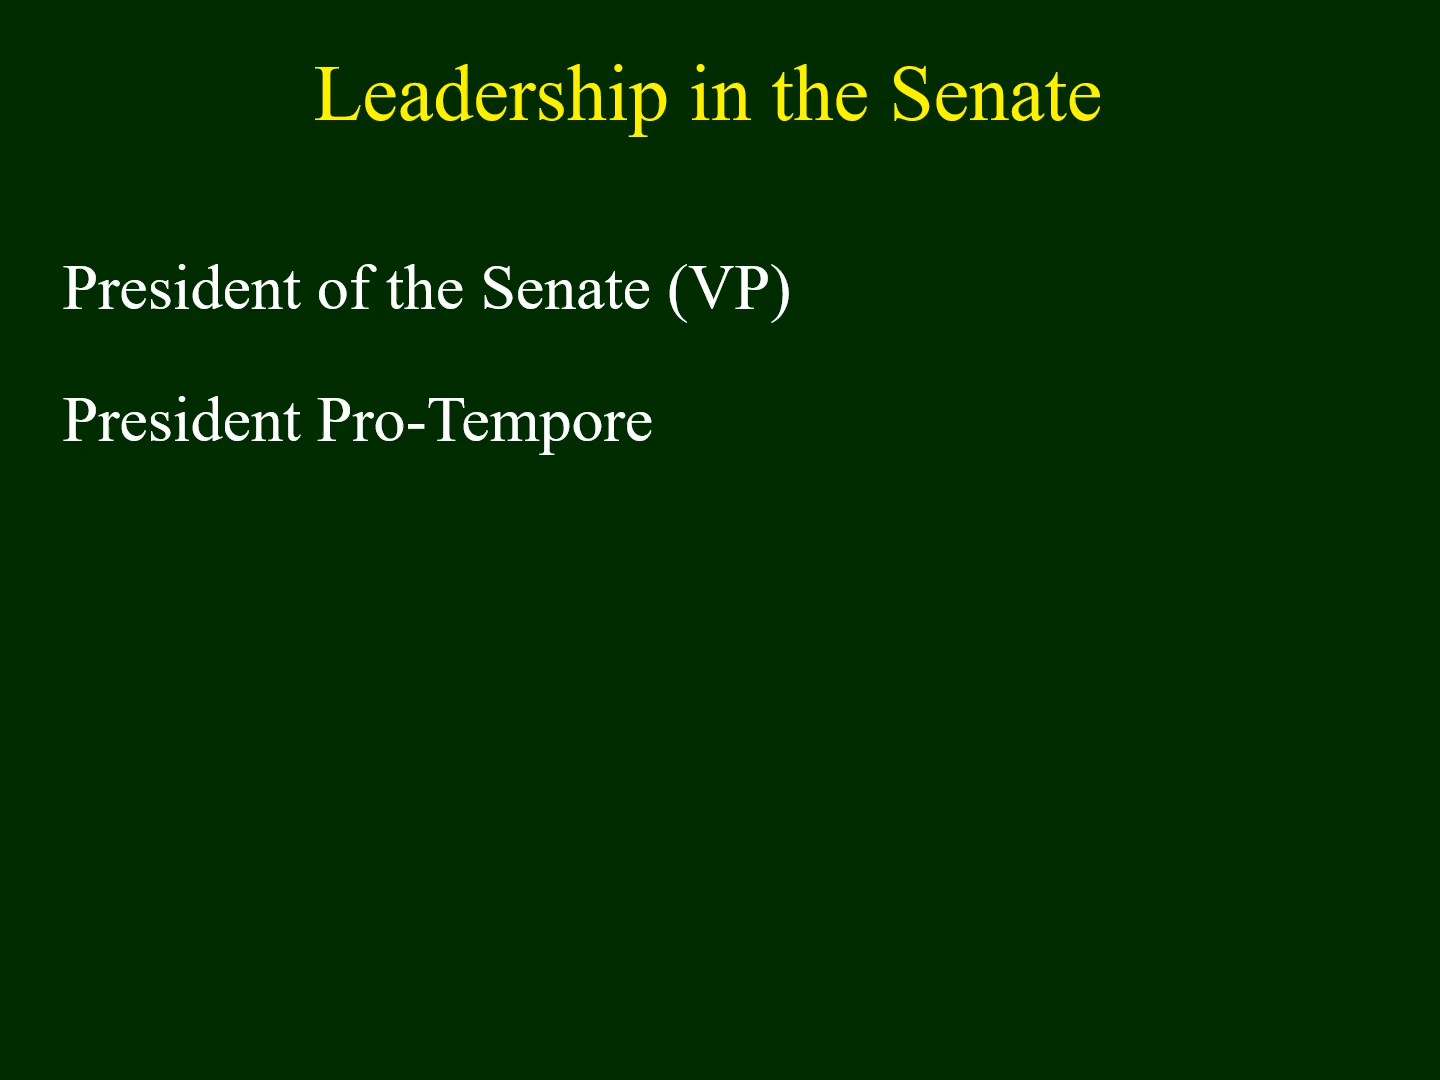 Leadership in the Senate
President of the Senate (VP)
President Pro-Tempore